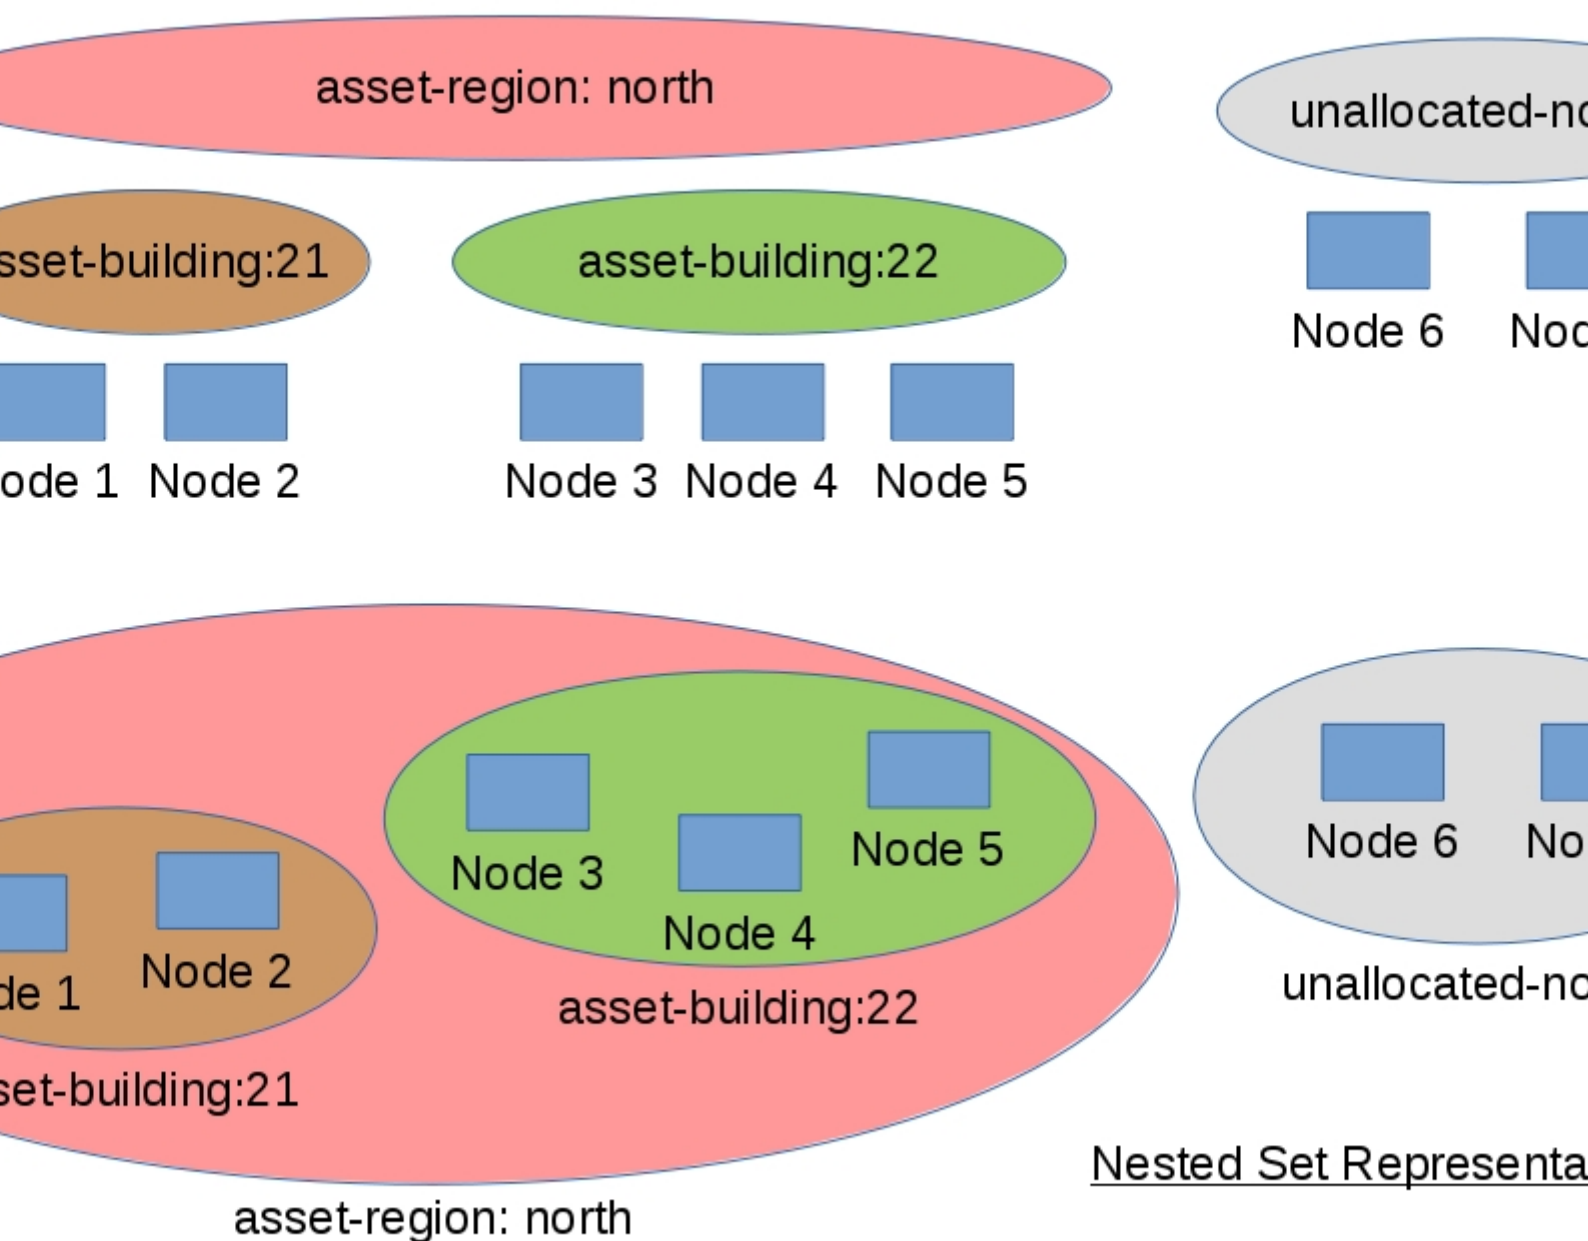 asset-region: north
unallocated-no
sset-building:21
asset-building:22
Node 6
Nod
ode 1
Node 2
Node 3
Node 4
Node 5
Node 6
No
Node 5
Node 3
Node 4
Node 2
de 1
unallocated-no
asset-building:22
set-building:21
Nested Set Representa
asset-region: north